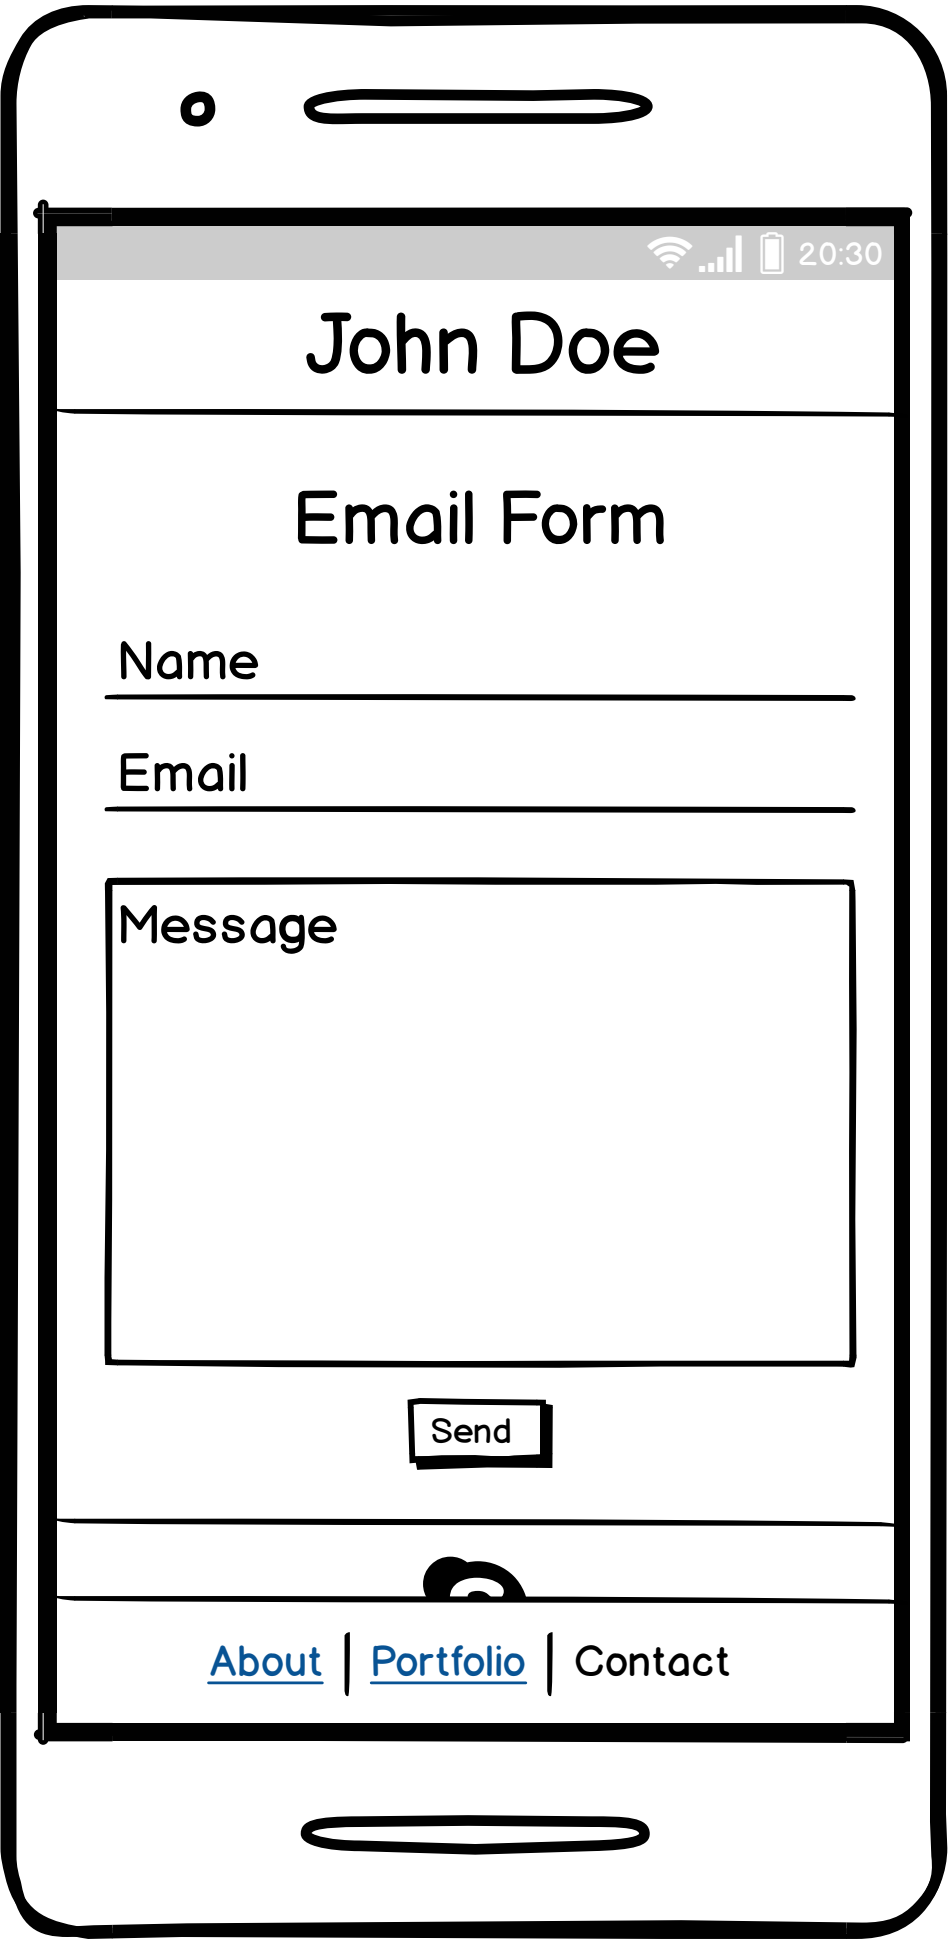 20:30
John Doe
Email Form
Name
Email
Message
Send
About | Portfolio | Contact